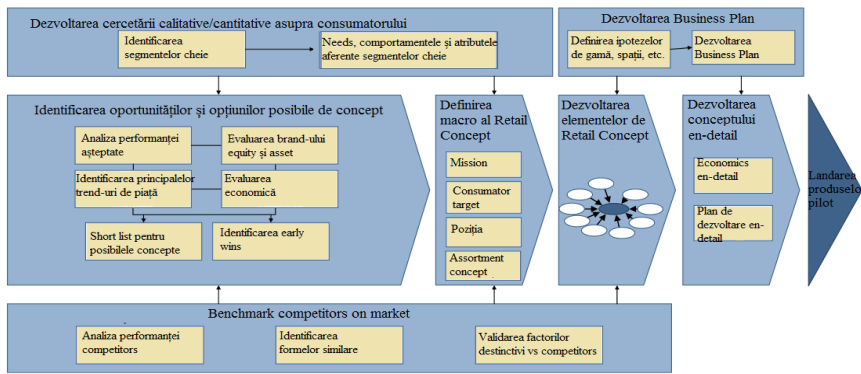 Dezvoltarea cercetării calitative/cantitative asupra consumatorului
Identificarea
segmentelor cheie
Needs, comportamentele și atributele
aferente segmentelor cheie
Dezvoltarea Business Plan
Definirea ipotezelor
de gamă, spații, etc.
Dezvoltarea
Business Plan
Identificarea oportunităților și opțiunilor posibile de concept
Analiza performanței
așteptate
Evaluarea brand-ului
equity și asset
Identificarea principalelor
trend-uri de piață
Evaluarea
economică
Short list pentru
posibilele concepte
Identificarea early
wins
Definirea
macro al Retail
Concept
Mission
Consumator
target
Poziția
Assortment
concept
Dezvoltarea
elementelor de
Retail Concept
Dezvoltarea
conceptului
en-detail
Economics
en-detail
Plan de
dezvoltare en-
detail
Landarea
produselor
pilot
Benchmark competitors on market
Analiza performanței
competitors
Identificarea
formelor similare
Validarea factorilor
destinctivi vs competitors